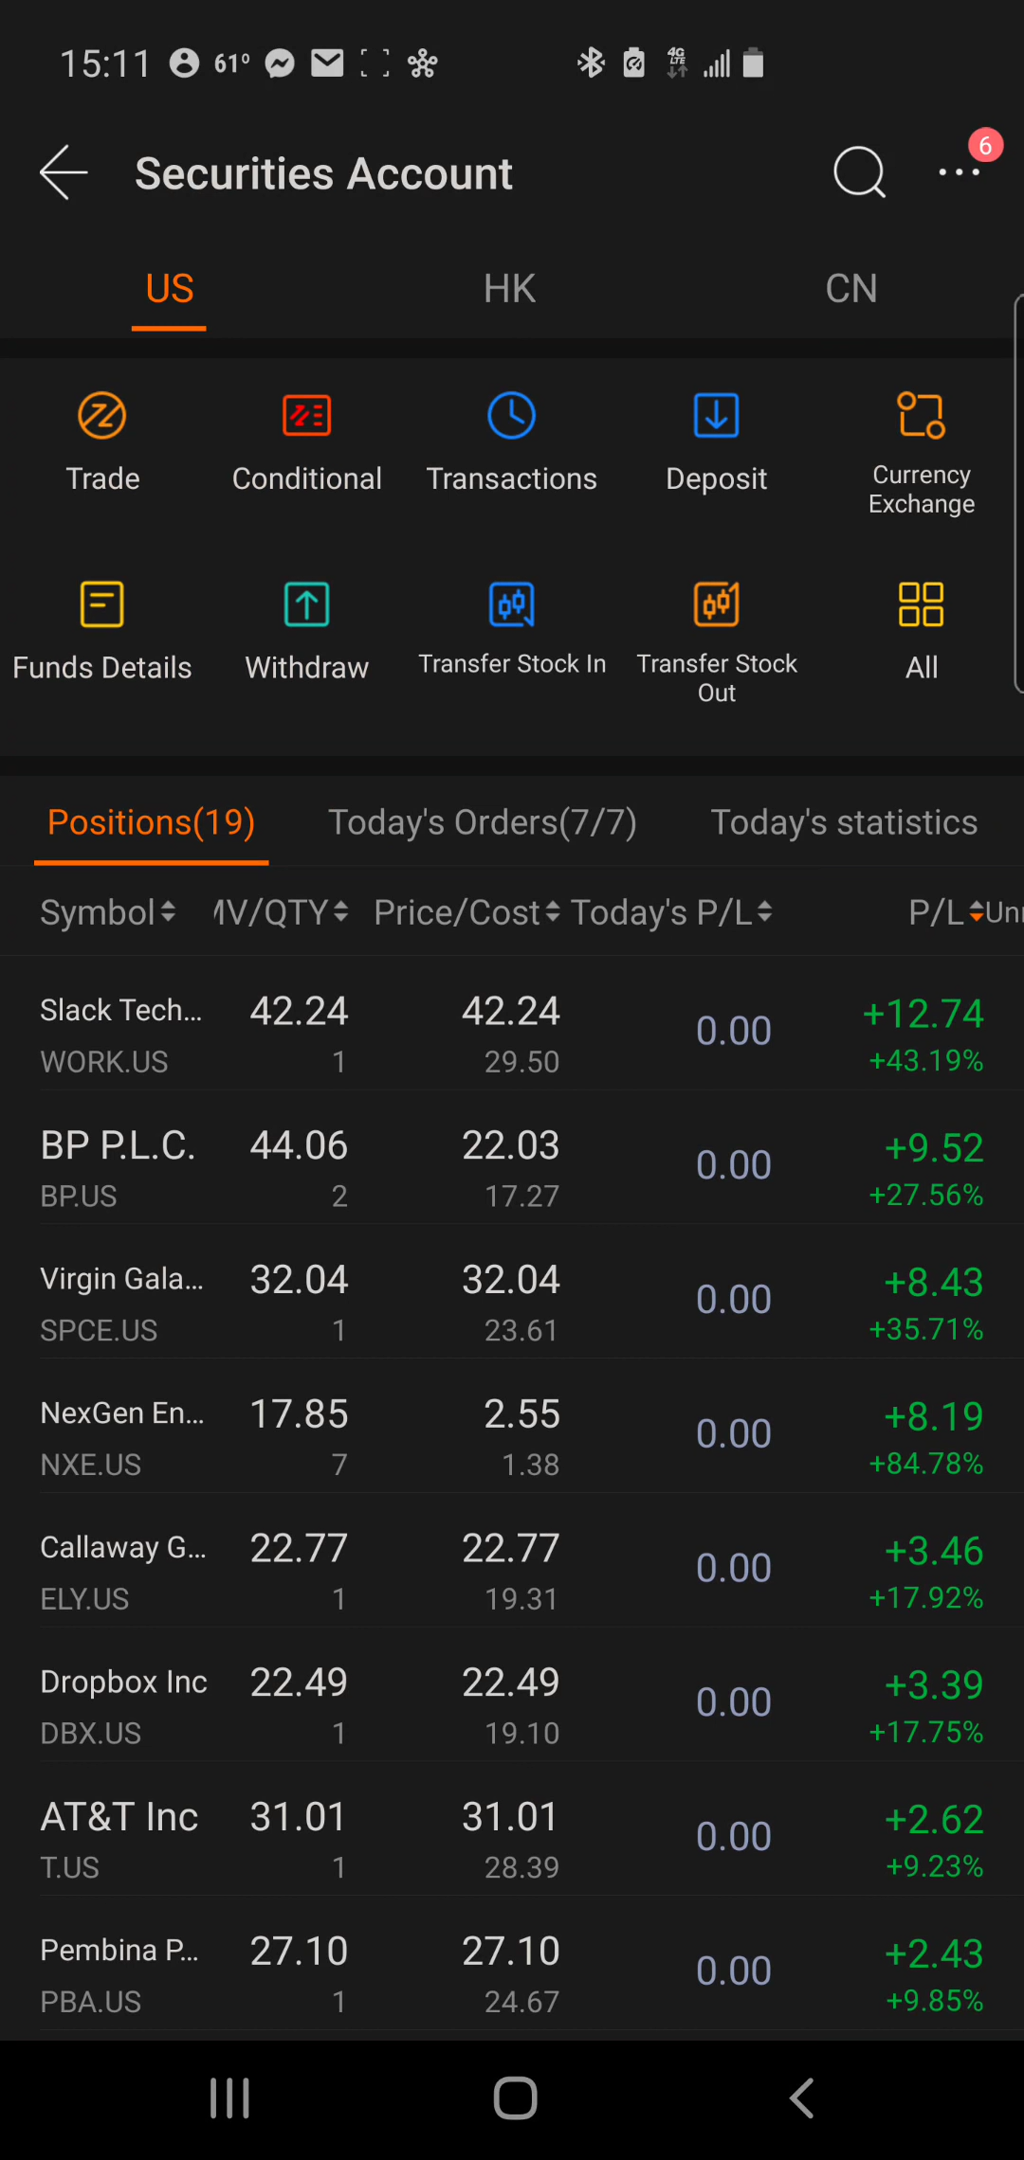 15:11 61° 4G LTE
Securities Account 6
US HK CN
Trade Conditional Transactions Deposit Currency Exchange
Funds Details Withdraw Transfer Stock In Transfer Stock Out All
Positions(19) Today's Orders(7/7) Today's statistics
Symbol MV/QTY Price/Cost Today's P/L P/L Unr
Slack Tech... 42.24 42.24 0.00 +12.74
WORK.US 1 29.50 +43.19%
BP P.L.C. 44.06 22.03 0.00 +9.52
BP.US 2 17.27 +27.56%
Virgin Gala... 32.04 32.04 0.00 +8.43
SPCE.US 1 23.61 +35.71%
NexGen En... 17.85 2.55 0.00 +8.19
NXE.US 7 1.38 +84.78%
Callaway G... 22.77 22.77 0.00 +3.46
ELY.US 1 19.31 +17.92%
Dropbox Inc 22.49 22.49 0.00 +3.39
DBX.US 1 19.10 +17.75%
AT&T Inc 31.01 31.01 0.00 +2.62
T.US 1 28.39 +9.23%
Pembina P... 27.10 27.10 0.00 +2.43
PBA.US 1 24.67 +9.85%